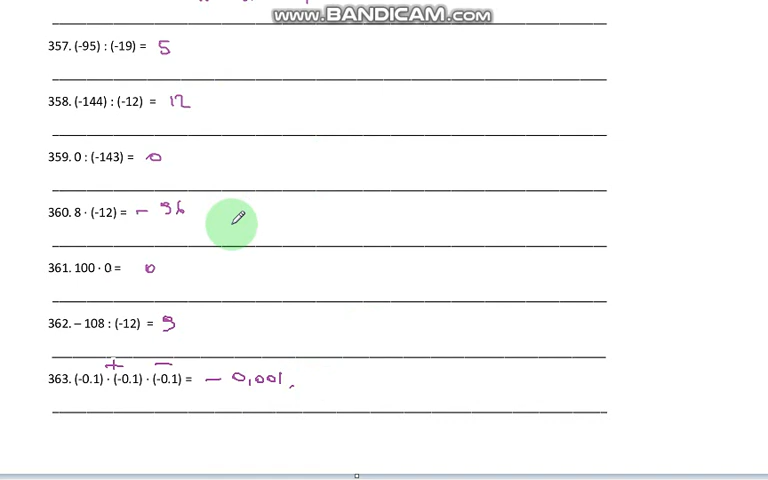 www.BANDICAM.com
357. (-95) : (-19) = 5
358. (-144) : (-12) = 12
359. 0 : (-143) = 0
360. 8 · (-12) = - 96
361. 100 · 0 = 0
362. – 108 : (-12) = 9
+ –
363. (-0.1) · (-0.1) · (-0.1) = - 0,001,